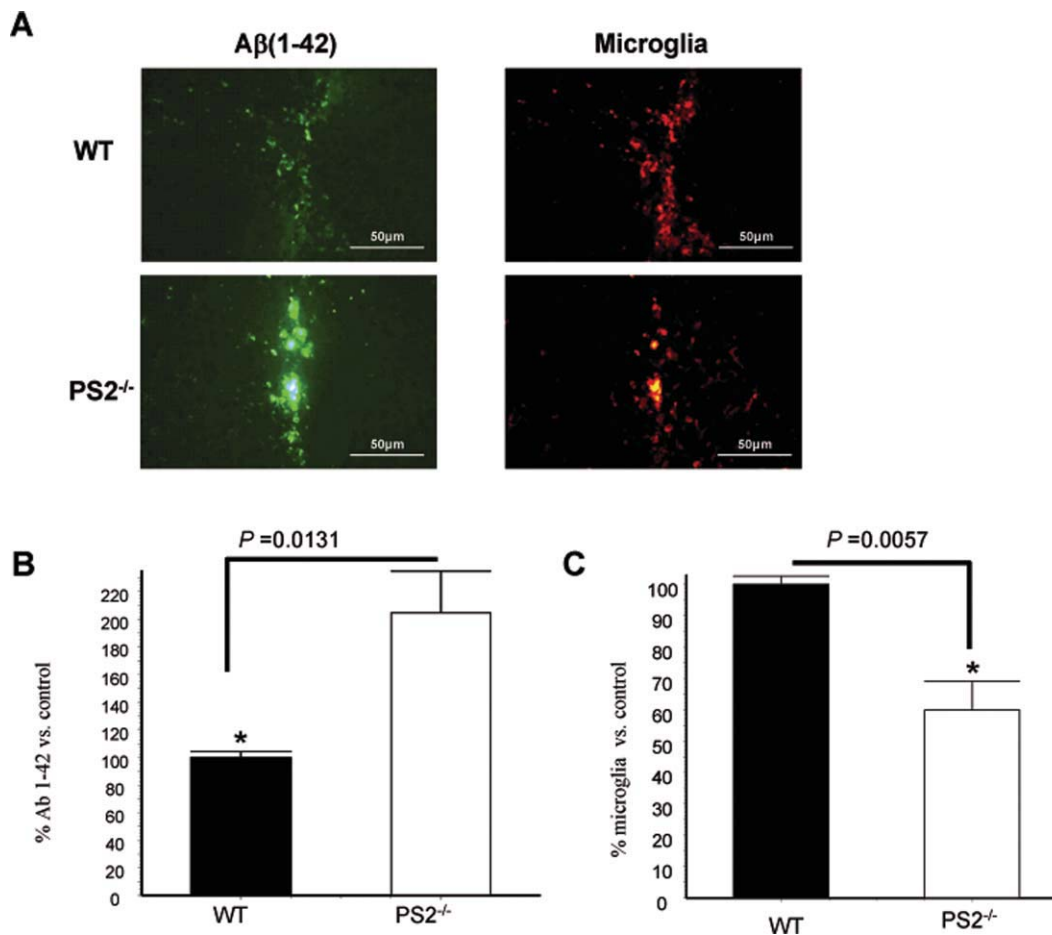 A
Aβ(1-42)
Microglia
WT
50µm
50µm
PS2-/-
50µm
50µm
B
P =0.0131
% Ab 1-42 vs. control
220
200
180
160
140
120
100
80
60
40
20
0
*
WT
PS2-/-
C
P =0.0057
% microglia vs. control
100
90
80
70
60
50
40
30
20
10
0
*
WT
PS2-/-